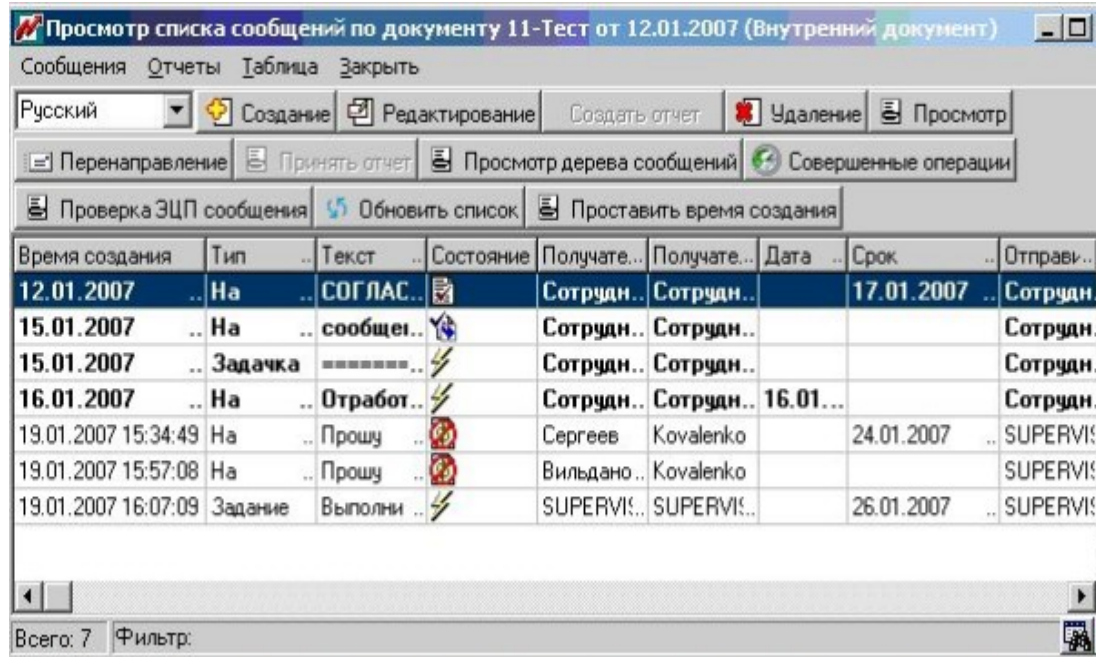 Просмотр списка сообщений по документу 11-Тест от 12.01.2007 (Внутренний документ)
Сообщения Отчеты Таблица Закрыть
Русский Создание Редактирование Создать отчет Удаление Просмотр
Перенаправление Принять отчет Просмотр дерева сообщений Совершенные операции
Проверка ЭЦП сообщения Обновить список Проставить время создания
Время создания Тип .. Текст .. Состояние Получате... Получате... Дата .. Срок .. Отправи..
12.01.2007 .. На .. СОГЛАС.. Сотрудн.. Сотрудн.. 17.01.2007 .. Сотрудн.
15.01.2007 .. На .. сообщен.. Сотрудн.. Сотрудн.. Сотрудн.
15.01.2007 .. Задачка =======.. Сотрудн.. Сотрудн.. Сотрудн.
16.01.2007 .. На .. Отработ.. Сотрудн.. Сотрудн.. 16.01... Сотрудн.
19.01.2007 15:34:49 На .. Прошу .. Сергеев Kovalenko 24.01.2007 .. SUPERVIS
19.01.2007 15:57:08 На .. Прошу .. Вильдано.. Kovalenko SUPERVIS
19.01.2007 16:07:09 Задание Выполни .. SUPERVIS.. SUPERVIS.. 26.01.2007 .. SUPERVIS
Всего: 7 Фильтр: